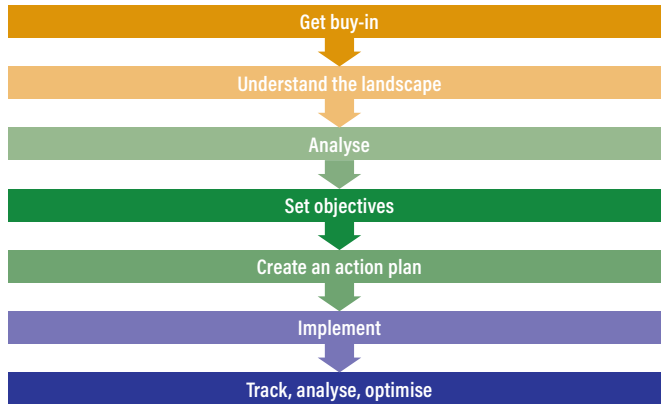 Get buy-in
Understand the landscape
Analyse
Set objectives
Create an action plan
Implement
Track, analyse, optimise